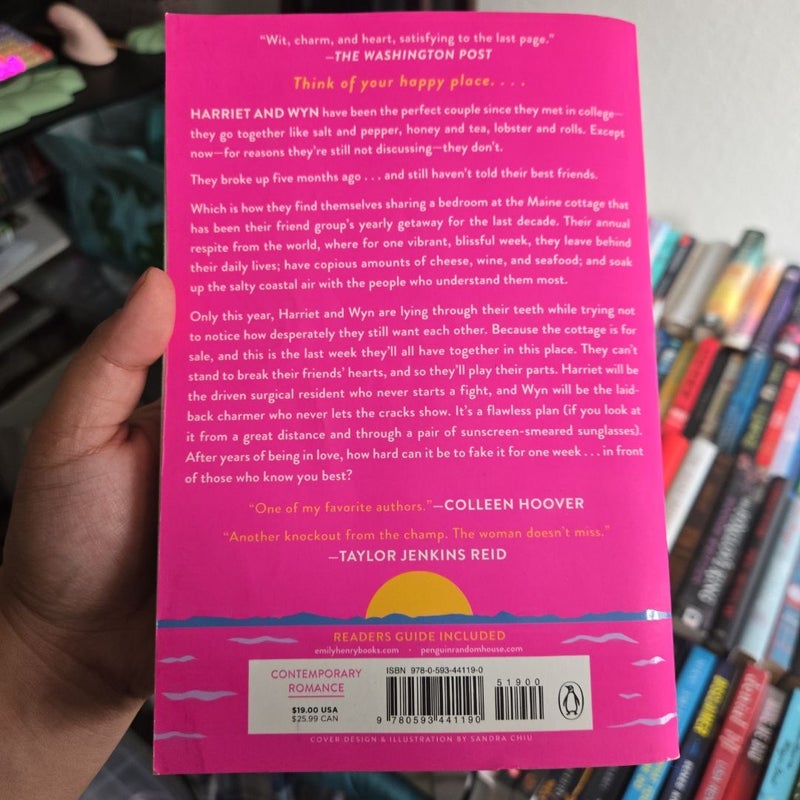 "Wit, charm, and heart, satisfying to the last page."
—THE WASHINGTON POST
Think of your happy place. . . .
HARRIET AND WYN have been the perfect couple since they met in college—
they go together like salt and pepper, honey and tea, lobster and rolls. Except
now—for reasons they're still not discussing—they don't.
They broke up five months ago . . . and still haven't told their best friends.
Which is how they find themselves sharing a bedroom at the Maine cottage that
has been their friend group's yearly getaway for the last decade. Their annual
respite from the world, where for one vibrant, blissful week, they leave behind
their daily lives; have copious amounts of cheese, wine, and seafood; and soak
up the salty coastal air with the people who understand them most.
Only this year, Harriet and Wyn are lying through their teeth while trying not
to notice how desperately they still want each other. Because the cottage is for
sale, and this is the last week they'll all have together in this place. They can't
stand to break their friends' hearts, and so they'll play their parts. Harriet will be
the driven surgical resident who never starts a fight, and Wyn will be the laid-
back charmer who never lets the cracks show. It's a flawless plan (if you look at
it from a great distance and through a pair of sunscreen-smeared sunglasses).
After years of being in love, how hard can it be to fake it for one week . . . in front
of those who know you best?
"One of my favorite authors."—COLLEEN HOOVER
"Another knockout from the champ. The woman doesn't miss."
—TAYLOR JENKINS REID
READERS GUIDE INCLUDED
emilyhenrybooks.com · penguinrandomhouse.com
CONTEMPORARY
ROMANCE
$19.00 USA
$25.99 CAN
ISBN 978-0-593-44119-0
51900
9 780593 441190
COVER DESIGN & ILLUSTRATION BY SANDRA CHIU